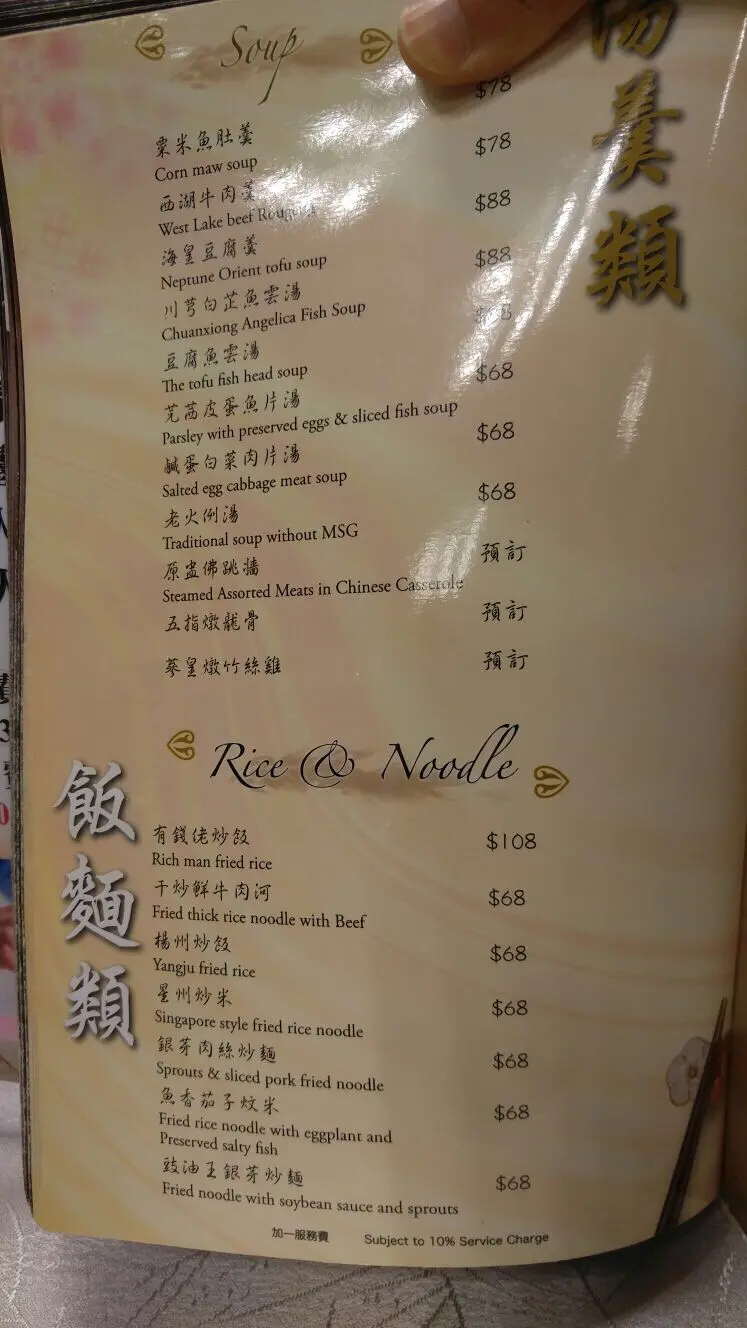 Soup
湯羹類
粟米魚肚羹 $78
Corn maw soup
西湖牛肉羹 $78
West Lake beef
海皇豆腐羹 $88
Neptune Orient tofu soup
川芎白芷魚雲湯 $88
Chuanxiong Angelica Fish Soup
豆腐魚雲湯
The tofu fish head soup
芫茜皮蛋魚片湯 $68
Parsley with preserved eggs & sliced fish soup
鹹蛋白菜肉片湯 $68
Salted egg cabbage meat soup
老火例湯 $68
Traditional soup without MSG
原盅佛跳牆 預訂
Steamed Assorted Meats in Chinese Casserole
五指燉龍骨 預訂
蔘皇燉竹絲雞 預訂
Rice & Noodle
飯麵類
有錢佬炒飯 $108
Rich man fried rice
干炒鮮牛肉河 $68
Fried thick rice noodle with Beef
楊州炒飯 $68
Yangju fried rice
星州炒米 $68
Singapore style fried rice noodle
銀芽肉絲炒麵 $68
Sprouts & sliced pork fried noodle
魚香茄子炆米 $68
Fried rice noodle with eggplant and
Preserved salty fish
豉油王銀芽炒麵 $68
Fried noodle with soybean sauce and sprouts
加一服務費 Subject to 10% Service Charge